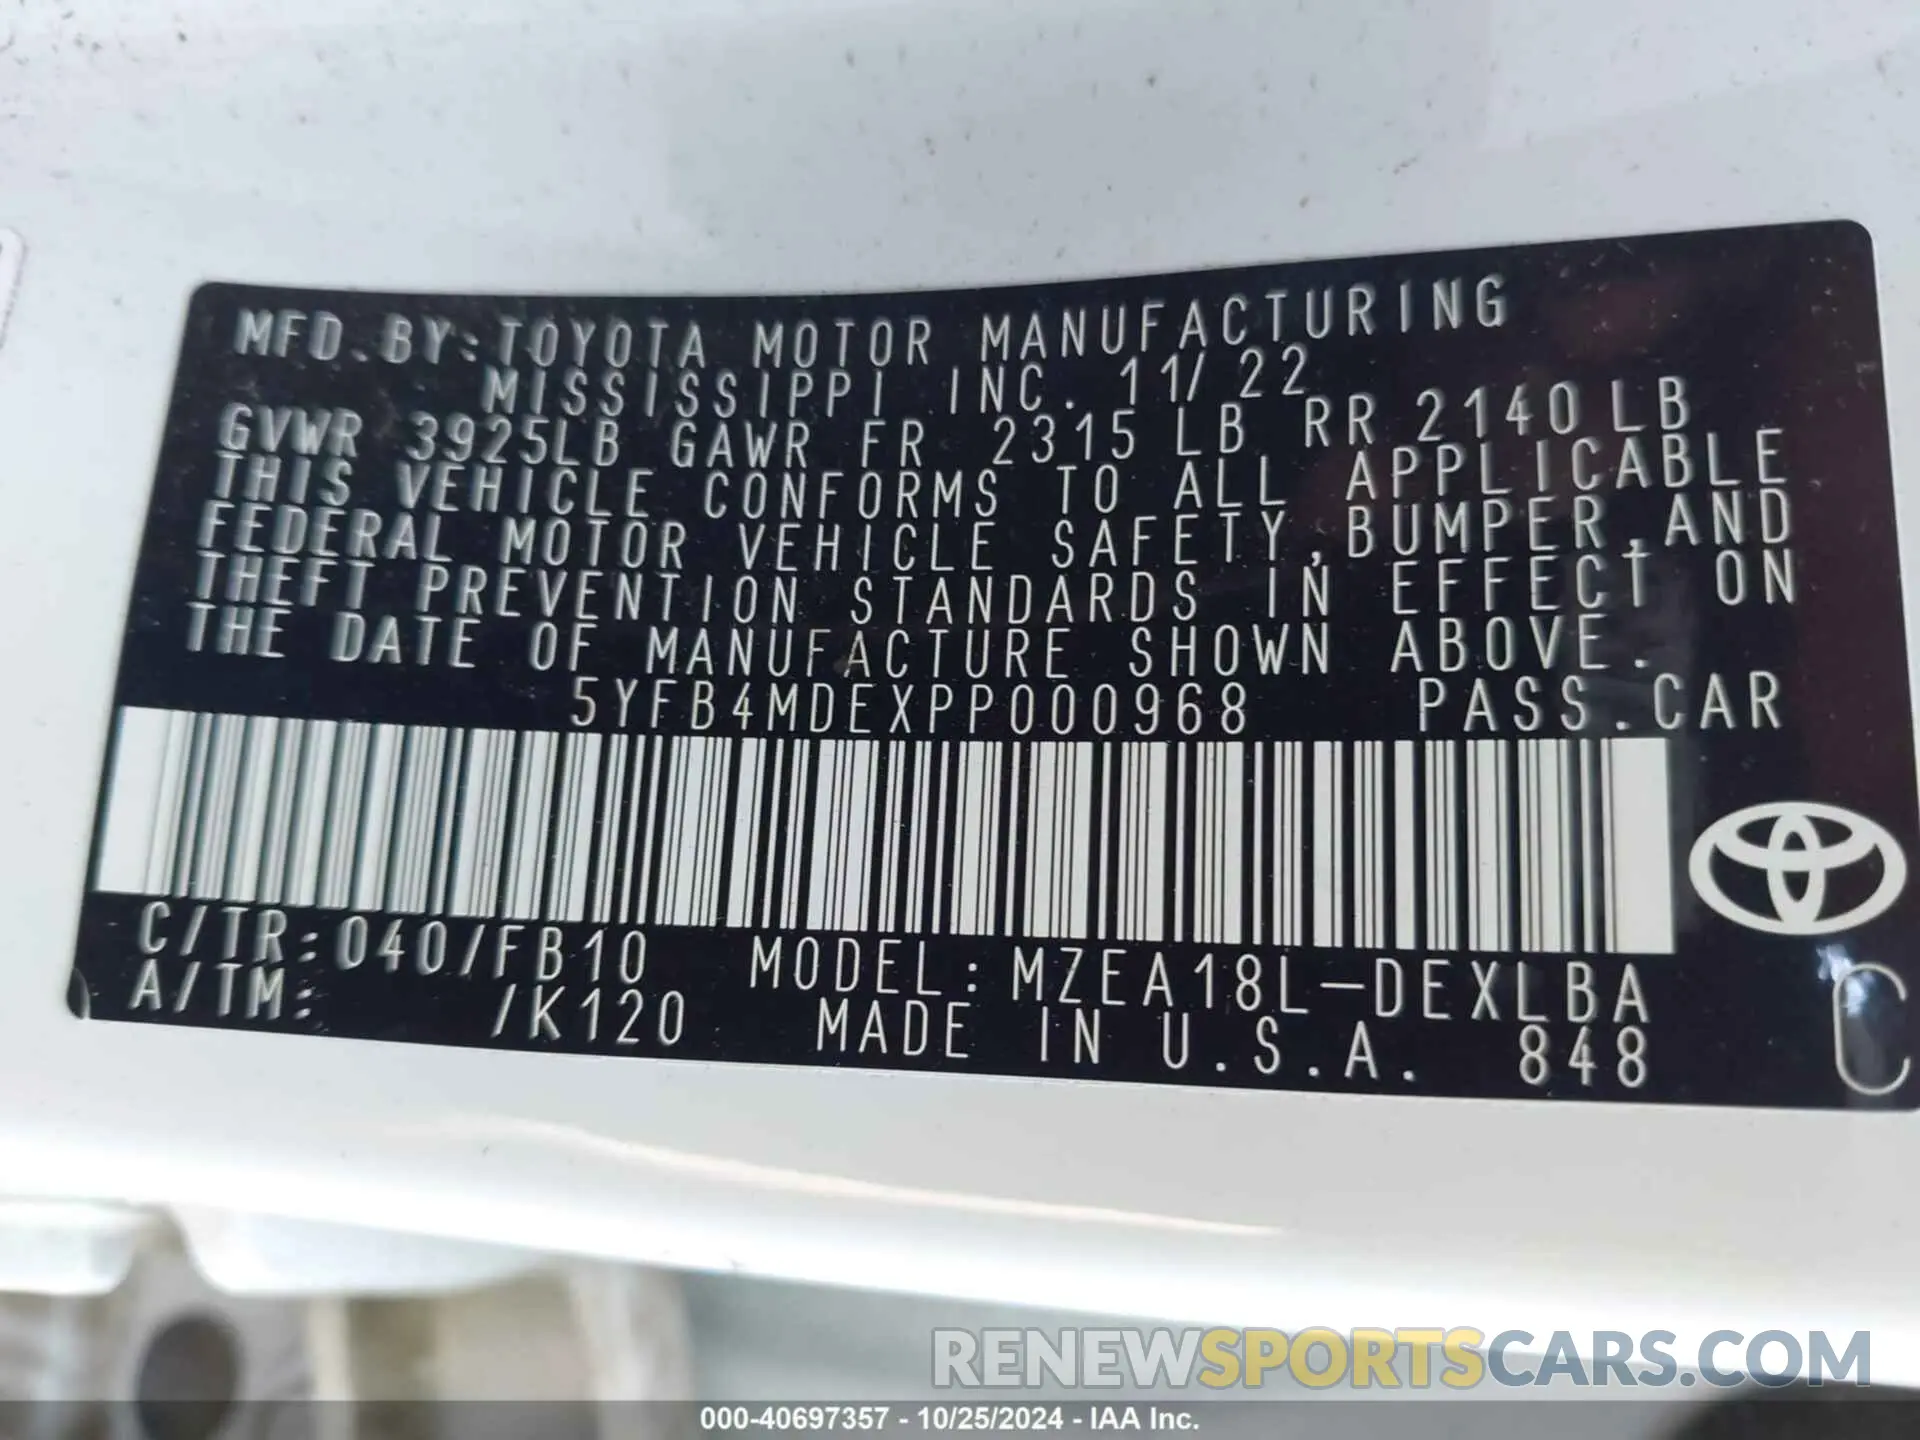 MFD.BY:TOYOTA MOTOR MANUFACTURING
MISSISSIPPI INC. 11/22
GVWR 3925LB GAWR FR 2315 LB RR 2140 LB
THIS VEHICLE CONFORMS TO ALL APPLICABLE
FEDERAL MOTOR VEHICLE SAFETY,BUMPER,AND
THEFT PREVENTION STANDARDS IN EFFECT ON
THE DATE OF MANUFACTURE SHOWN ABOVE.
5YFB4MDEXPP000968 PASS.CAR
C/TR:040/FB10 MODEL:MZEA18L-DEXLBA
A/TM: /K120 MADE IN U.S.A. 848
C
RENEWSPORTSCARS.COM
000-40697357 - 10/25/2024 - IAA Inc.